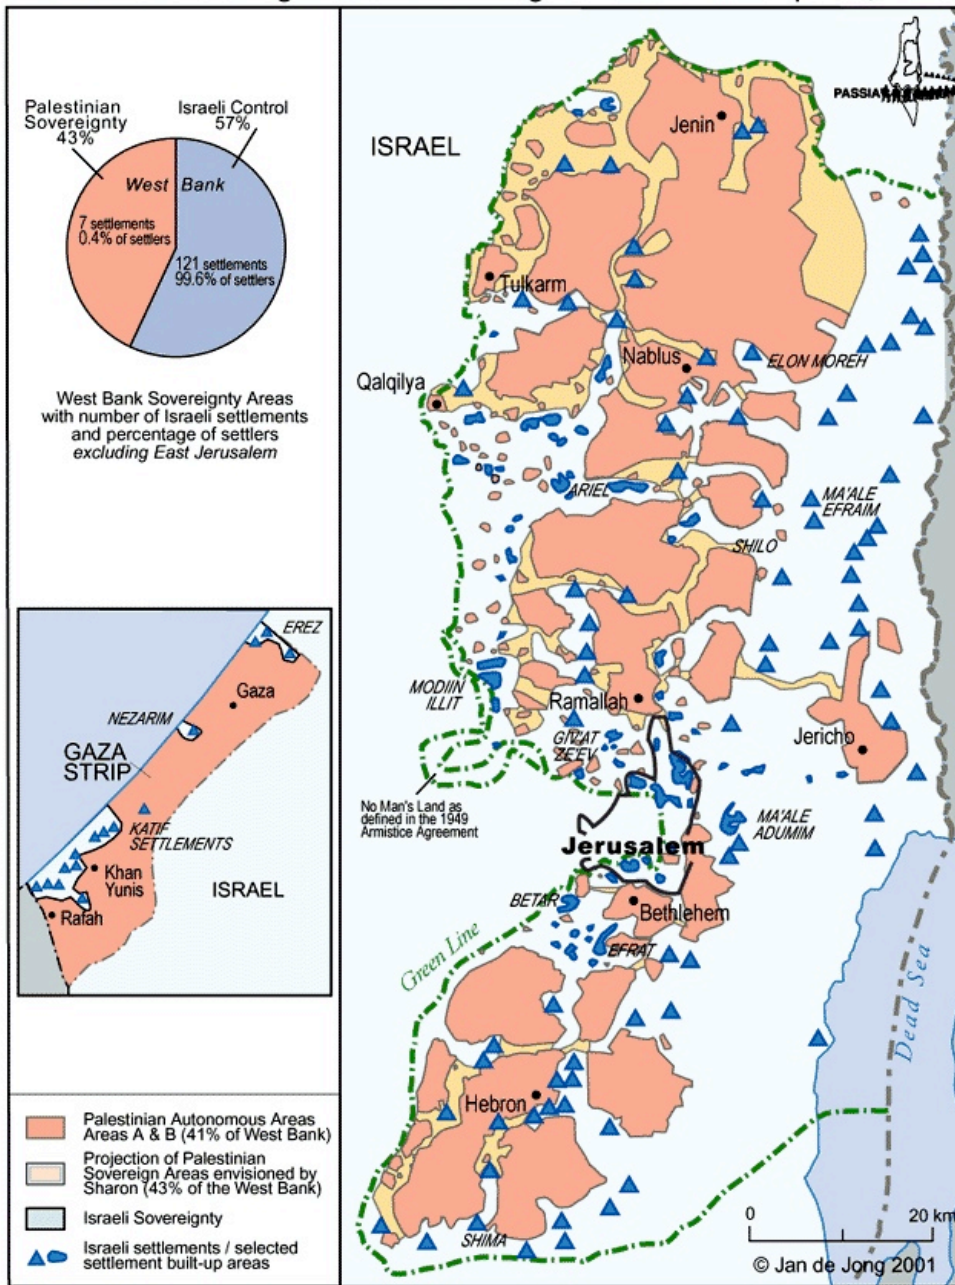 Palestinian
Sovereignty
43%
Israeli Control
57%
West Bank
7 settlements
0.4% of settlers
121 settlements
99.6% of settlers
West Bank Sovereignty Areas
with number of Israeli settlements
and percentage of settlers
excluding East Jerusalem
EREZ
Gaza
NEZARIM
GAZA
STRIP
KATIF
SETTLEMENTS
Khan
Yunis
ISRAEL
Rafah
Palestinian Autonomous Areas
Areas A & B (41% of West Bank)
Projection of Palestinian
Sovereign Areas envisioned by
Sharon (43% of the West Bank)
Israeli Sovereignty
Israeli settlements / selected
settlement built-up areas
PASSIA
ISRAEL
Jenin
Tulkarm
Nablus
ELON MOREH
Qalqilya
ARIEL
MA'ALE
EFRAIM
SHILO
MODIIN
ILLIT
Ramallah
GIV'AT
ZE'EV
Jericho
No Man's Land as
defined in the 1949
Armistice Agreement
MA'ALE
ADUMIM
Jerusalem
BETAR
Bethlehem
EFRAT
Green Line
Dead Sea
Hebron
SHIMA
0 20 km
© Jan de Jong 2001